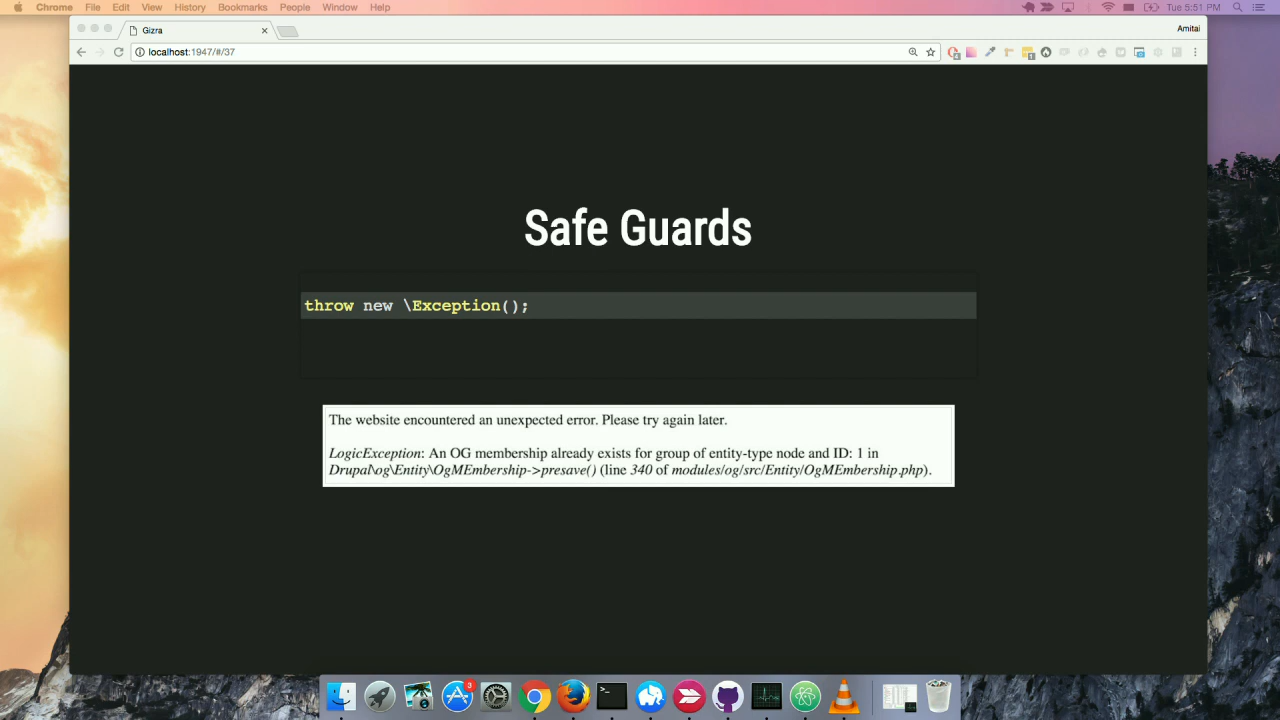 Chrome File Edit View History Bookmarks People Window Help
Tue 5:51 PM
Gizra
Amitai
localhost:1947/#/37
Safe Guards
throw new \Exception();
The website encountered an unexpected error. Please try again later.
LogicException: An OG membership already exists for group of entity-type node and ID: 1 in
Drupal\og\Entity\OgMEmbership->presave() (line 340 of modules/og/src/Entity/OgMEmbership.php).
3